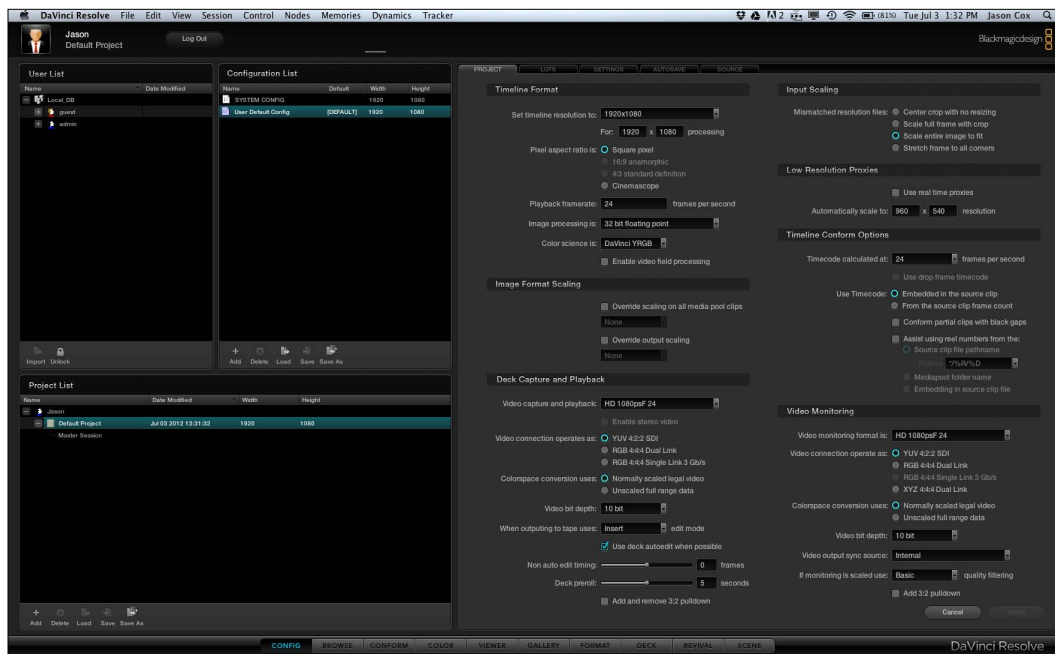 DaVinci Resolve File Edit View Session Control Nodes Memories Dynamics Tracker
2 (81%) Tue Jul 3 1:32 PM Jason Cox
Jason
Default Project
Log Out
Blackmagicdesign
User List
Name Date Modified
Local_DB
guest
admin
Import Unlock
Configuration List
Name Default Width Height
SYSTEM CONFIG 1920 1080
User Default Config [DEFAULT] 1920 1080
Add Delete Load Save Save As
Project List
Name Date Modified Width Height
Jason
Default Project Jul 03 2012 13:31:32 1920 1080
Master Session
Add Delete Load Save Save As
PROJECT LUTS SETTINGS AUTOSAVE SOURCE
Timeline Format
Set timeline resolution to: 1920x1080
For: 1920 x 1080 processing
Pixel aspect ratio is: Square pixel
16:9 anamorphic
4:3 standard definition
Cinemascope
Playback framerate: 24 frames per second
Image processing is: 32 bit floating point
Color science is: DaVinci YRGB
Enable video field processing
Image Format Scaling
Override scaling on all media pool clips
None
Override output scaling
None
Deck Capture and Playback
Video capture and playback: HD 1080psF 24
Enable stereo video
Video connection operates as: YUV 4:2:2 SDI
RGB 4:4:4 Dual Link
RGB 4:4:4 Single Link 3 Gb/s
Colorspace conversion uses: Normally scaled legal video
Unscaled full range data
Video bit depth: 10 bit
When outputing to tape uses: Insert edit mode
Use deck autoedit when possible
Non auto edit timing: 0 frames
Deck preroll: 5 seconds
Add and remove 3:2 pulldown
Input Scaling
Mismatched resolution files: Center crop with no resizing
Scale full frame with crop
Scale entire image to fit
Stretch frame to all corners
Low Resolution Proxies
Use real time proxies
Automatically scale to: 960 x 540 resolution
Timeline Conform Options
Timecode calculated at: 24 frames per second
Use drop frame timecode
Use Timecode: Embedded in the source clip
From the source clip frame count
Conform partial clips with black gaps
Assist using reel numbers from the:
Source clip file pathname
Pattern: */%R/%D
Mediapool folder name
Embedding in source clip file
Video Monitoring
Video monitoring format is: HD 1080psF 24
Video connection operate as: YUV 4:2:2 SDI
RGB 4:4:4 Dual Link
RGB 4:4:4 Single Link 3 Gb/s
XYZ 4:4:4 Dual Link
Colorspace conversion uses: Normally scaled legal video
Unscaled full range data
Video bit depth: 10 bit
Video output sync source: Internal
If monitoring is scaled use: Basic quality filtering
Add 3:2 pulldown
Cancel Apply
CONFIG BROWSE CONFORM COLOR VIEWER GALLERY FORMAT DECK REVIVAL SCENE
DaVinci Resolve